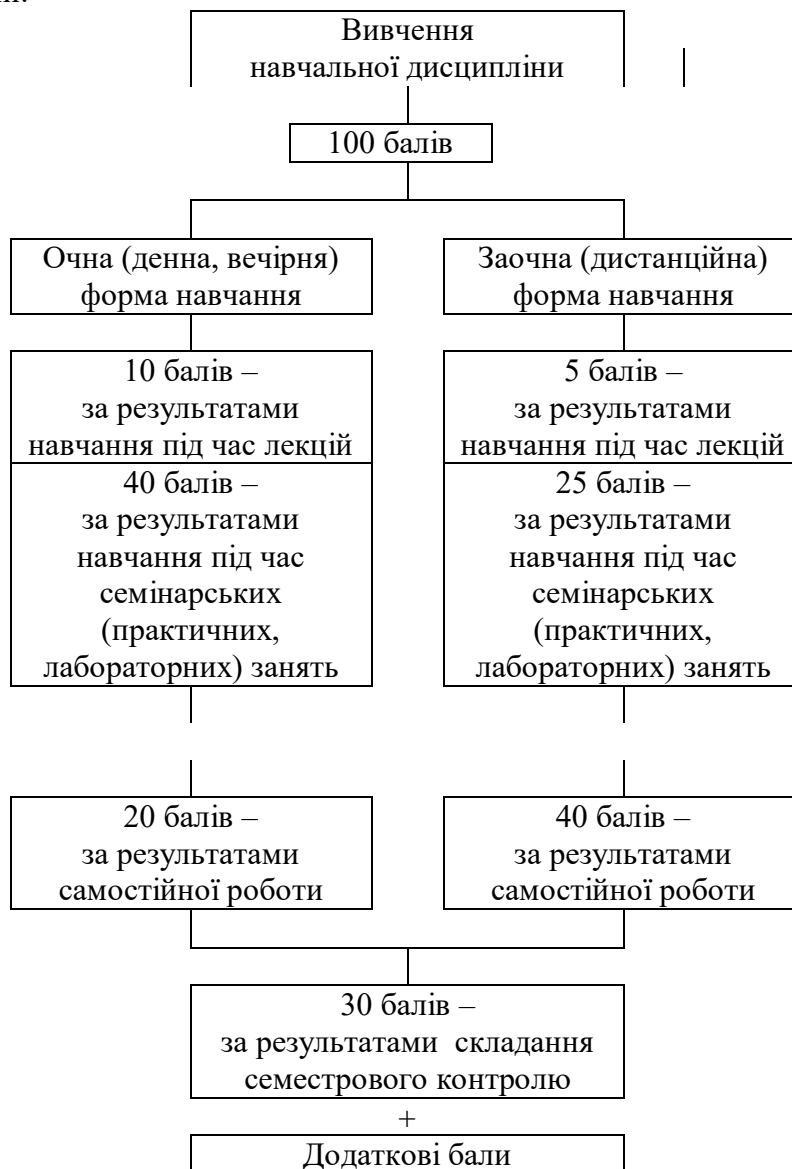 Вивчення
навчальної дисципліни
100 балів
Очна (денна, вечірня)
форма навчання
Заочна (дистанційна)
форма навчання
10 балів –
за результатами
навчання під час лекцій
5 балів –
за результатами
навчання під час лекцій
40 балів –
за результатами
навчання під час
семінарських
(практичних,
лабораторних) занять
25 балів –
за результатами
навчання під час
семінарських
(практичних,
лабораторних) занять
20 балів –
за результатами
самостійної роботи
40 балів –
за результатами
самостійної роботи
30 балів –
за результатами складання
семестрового контролю
+
Додаткові бали